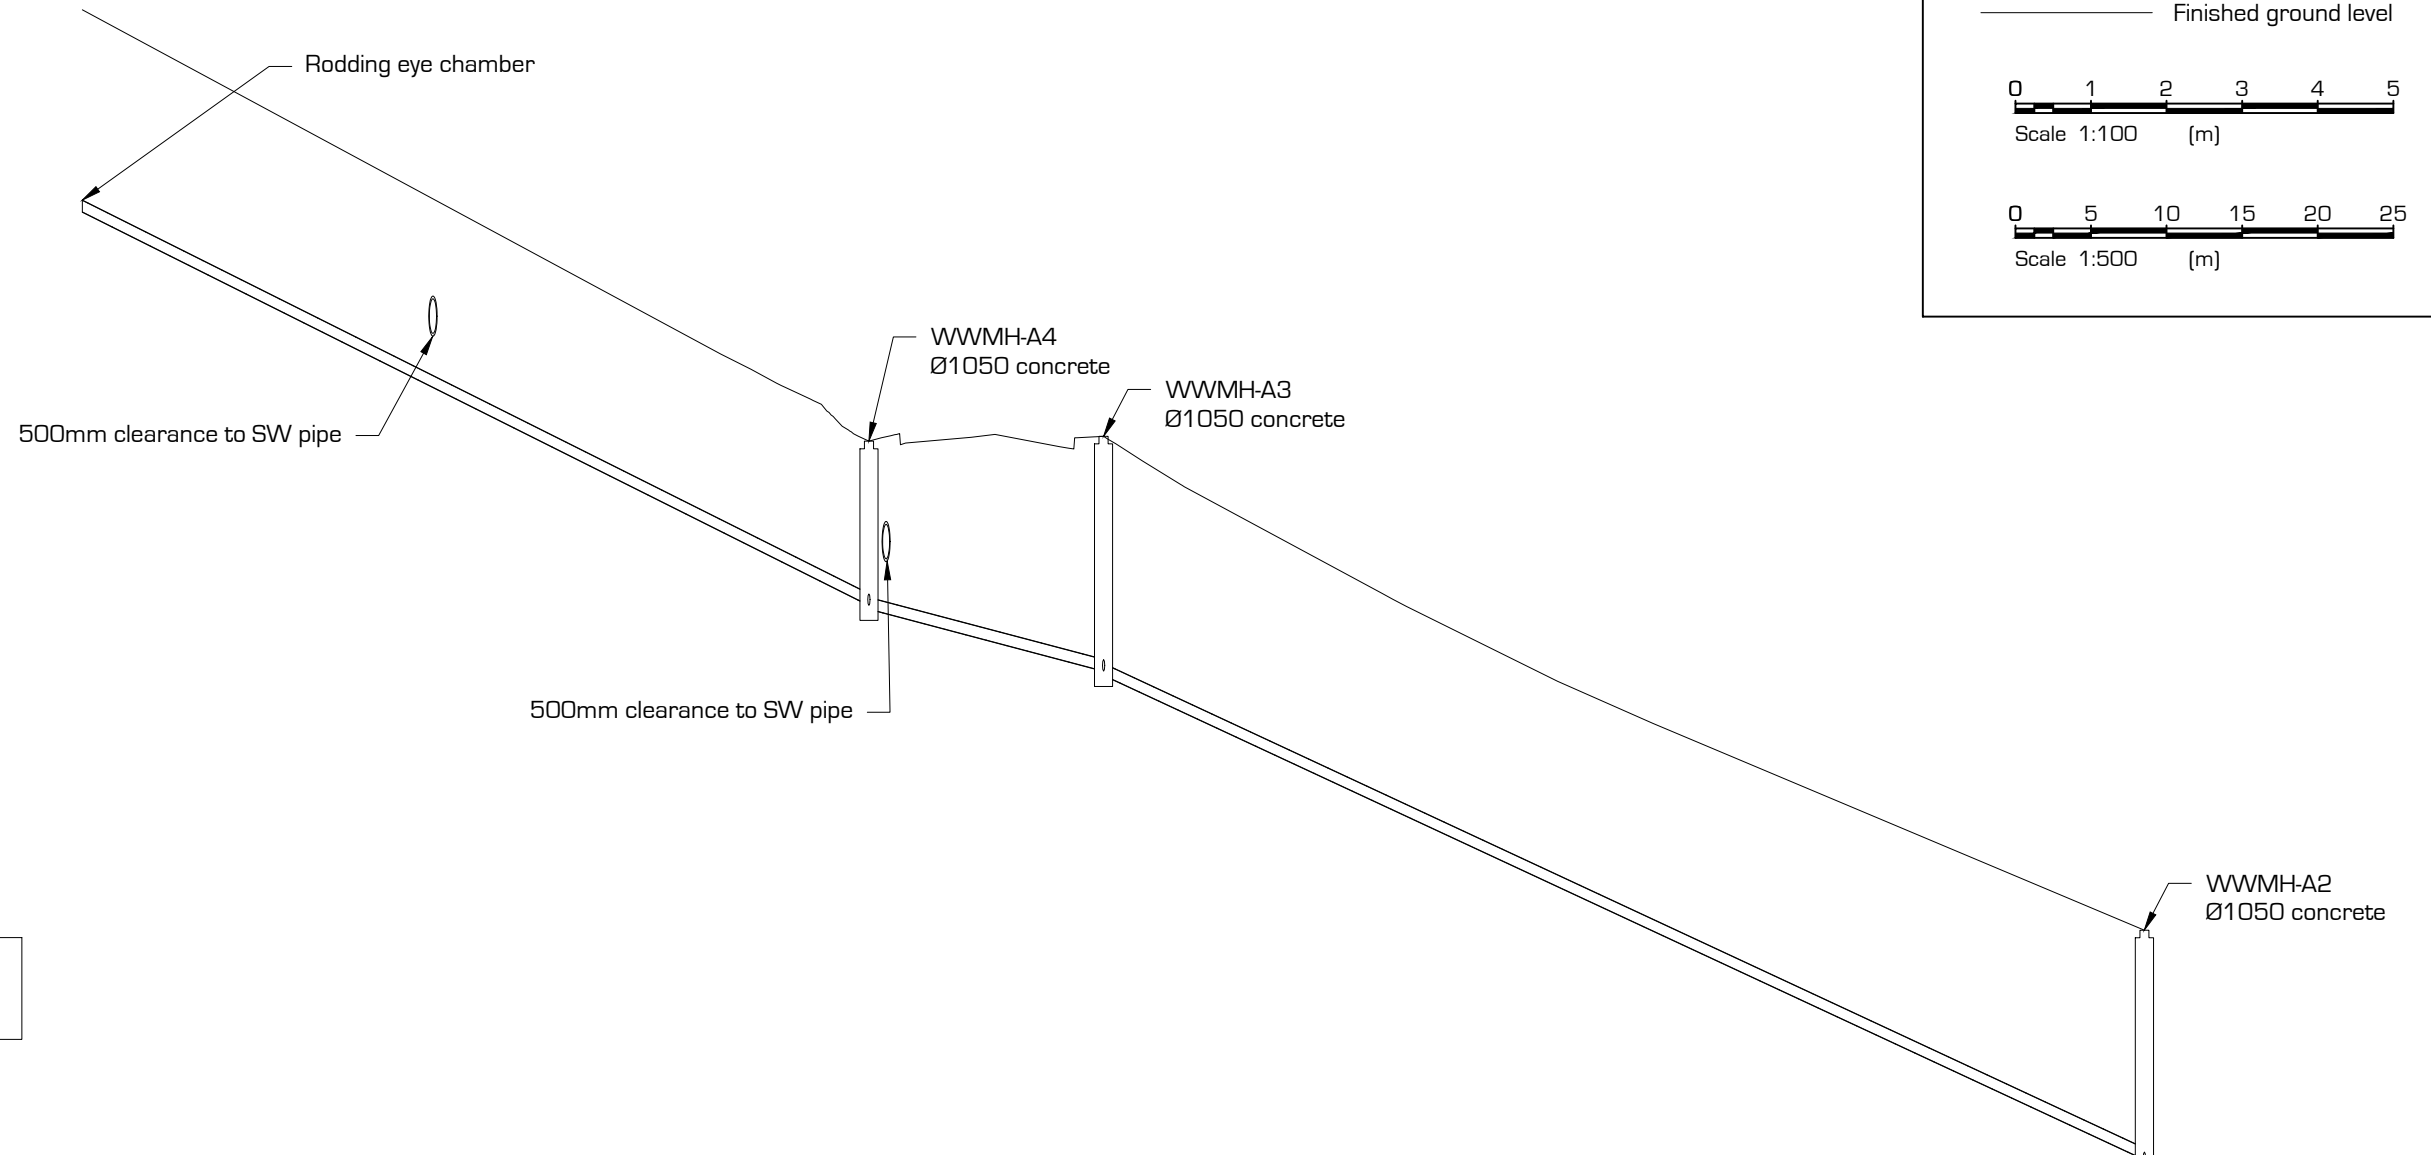 Finished ground level
Rodding eye chamber
0 1 2 3 4 5
Scale 1:100 (m)
0 5 10 15 20 25
Scale 1:500 (m)
WWMH-A4
Ø1050 concrete
WWMH-A3
Ø1050 concrete
500mm clearance to SW pipe
500mm clearance to SW pipe
WWMH-A2
Ø1050 concrete